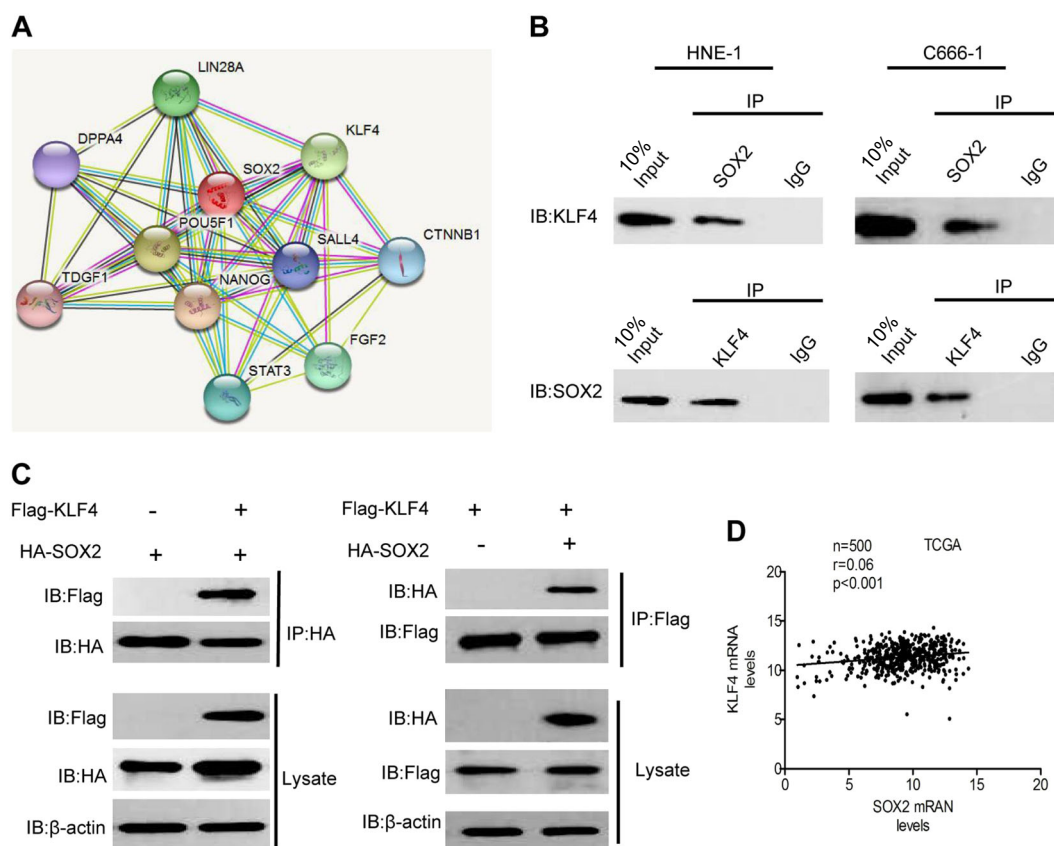 A
LIN28A
DPPA4
KLF4
SOX2
POU5F1
SALL4
CTNNB1
TDGF1
NANOG
FGF2
STAT3
B
HNE-1
C666-1
IP
IP
10% Input
SOX2
IgG
10% Input
SOX2
IgG
IB:KLF4
IP
IP
10% Input
KLF4
IgG
10% Input
KLF4
IgG
IB:SOX2
C
Flag-KLF4 - +
HA-SOX2 + +
IB:Flag
IB:HA
IP:HA
IB:Flag
IB:HA
IB:β-actin
Lysate
Flag-KLF4 + +
HA-SOX2 - +
IB:HA
IB:Flag
IP:Flag
IB:HA
IB:Flag
IB:β-actin
Lysate
D
n=500
r=0.06
p<0.001
TCGA
KLF4 mRNA
levels
20
15
10
5
0
0 5 10 15 20
SOX2 mRAN
levels